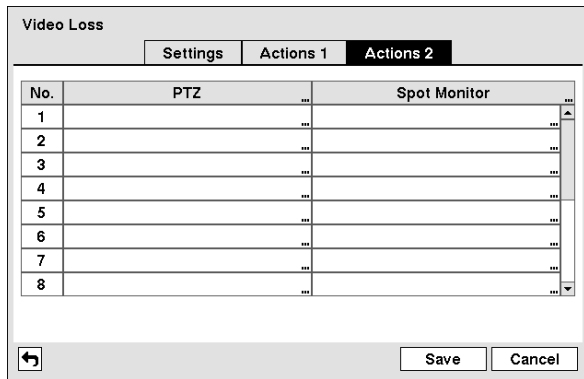 Video Loss
Settings Actions 1 Actions 2
No. PTZ ... Spot Monitor ...
1 ... ...
2 ... ...
3 ... ...
4 ... ...
5 ... ...
6 ... ...
7 ... ...
8 ... ...
Save Cancel